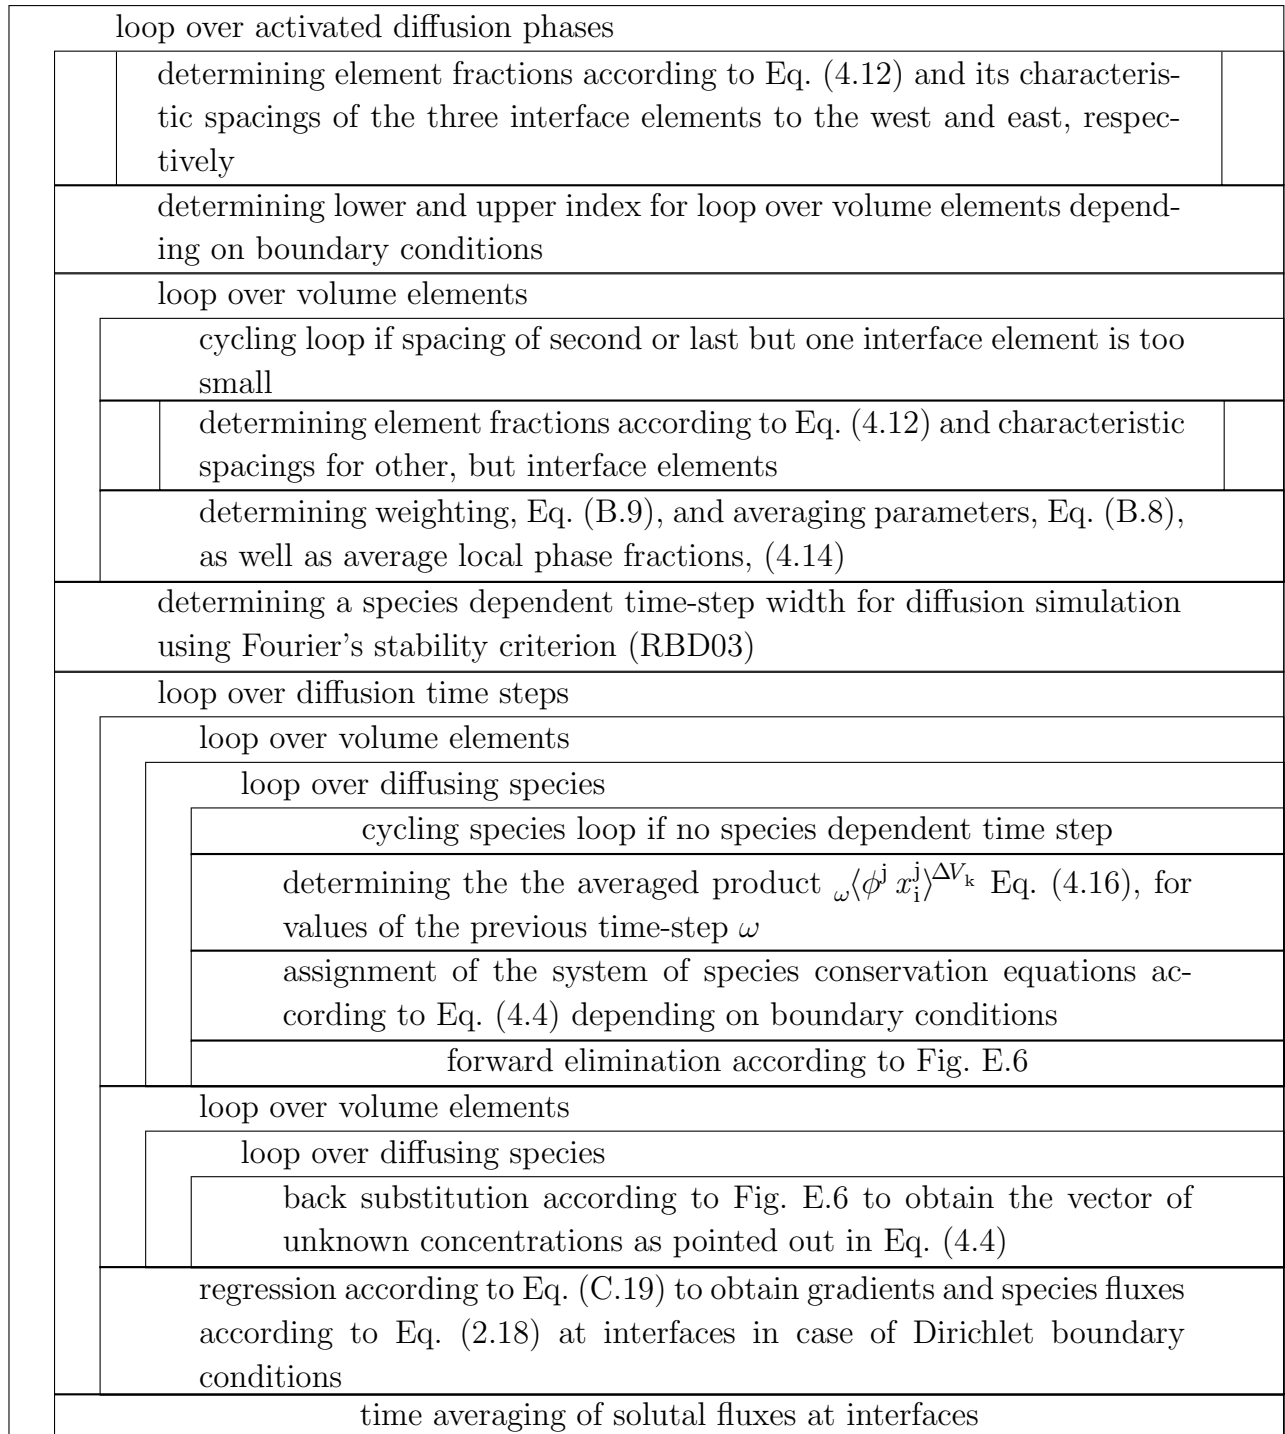 loop over activated diffusion phases
determining element fractions according to Eq. (4.12) and its characteris-
tic spacings of the three interface elements to the west and east, respec-
tively
determining lower and upper index for loop over volume elements depend-
ing on boundary conditions
loop over volume elements
cycling loop if spacing of second or last but one interface element is too
small
determining element fractions according to Eq. (4.12) and characteristic
spacings for other, but interface elements
determining weighting, Eq. (B.9), and averaging parameters, Eq. (B.8),
as well as average local phase fractions, (4.14)
determining a species dependent time-step width for diffusion simulation
using Fourier's stability criterion (RBD03)
loop over diffusion time steps
loop over volume elements
loop over diffusing species
cycling species loop if no species dependent time step
determining the the averaged product $_{\omega}\langle \phi^{j} x_{i}^{j} \rangle^{\Delta V_{k}}$ Eq. (4.16), for
values of the previous time-step ω
assignment of the system of species conservation equations ac-
cording to Eq. (4.4) depending on boundary conditions
forward elimination according to Fig. E.6
loop over volume elements
loop over diffusing species
back substitution according to Fig. E.6 to obtain the vector of
unknown concentrations as pointed out in Eq. (4.4)
regression according to Eq. (C.19) to obtain gradients and species fluxes
according to Eq. (2.18) at interfaces in case of Dirichlet boundary
conditions
time averaging of solutal fluxes at interfaces